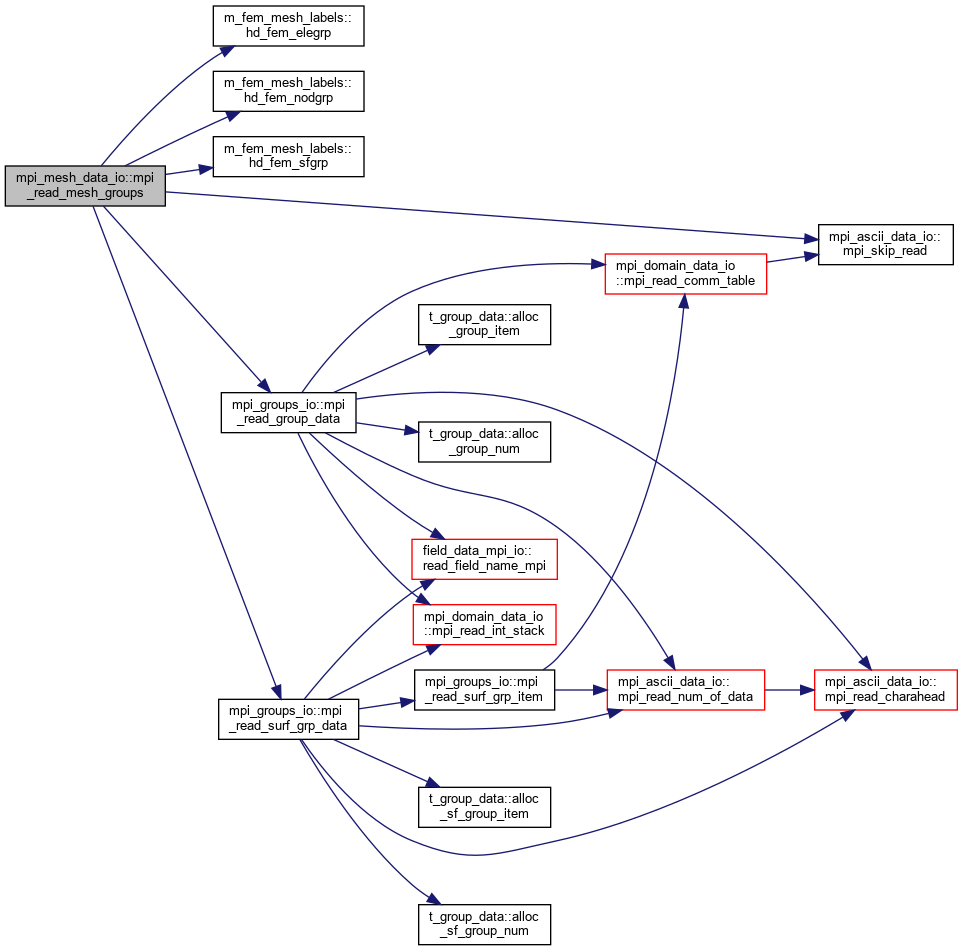 m_fem_mesh_labels::
hd_fem_elegrp
m_fem_mesh_labels::
hd_fem_nodgrp
m_fem_mesh_labels::
hd_fem_sfgrp
mpi_mesh_data_io::mpi
_read_mesh_groups
mpi_ascii_data_io::
mpi_skip_read
mpi_domain_data_io
::mpi_read_comm_table
t_group_data::alloc
_group_item
mpi_groups_io::mpi
_read_group_data
t_group_data::alloc
_group_num
field_data_mpi_io::
read_field_name_mpi
mpi_domain_data_io
::mpi_read_int_stack
mpi_groups_io::mpi
_read_surf_grp_item
mpi_ascii_data_io::
mpi_read_num_of_data
mpi_ascii_data_io::
mpi_read_charahead
mpi_groups_io::mpi
_read_surf_grp_data
t_group_data::alloc
_sf_group_item
t_group_data::alloc
_sf_group_num